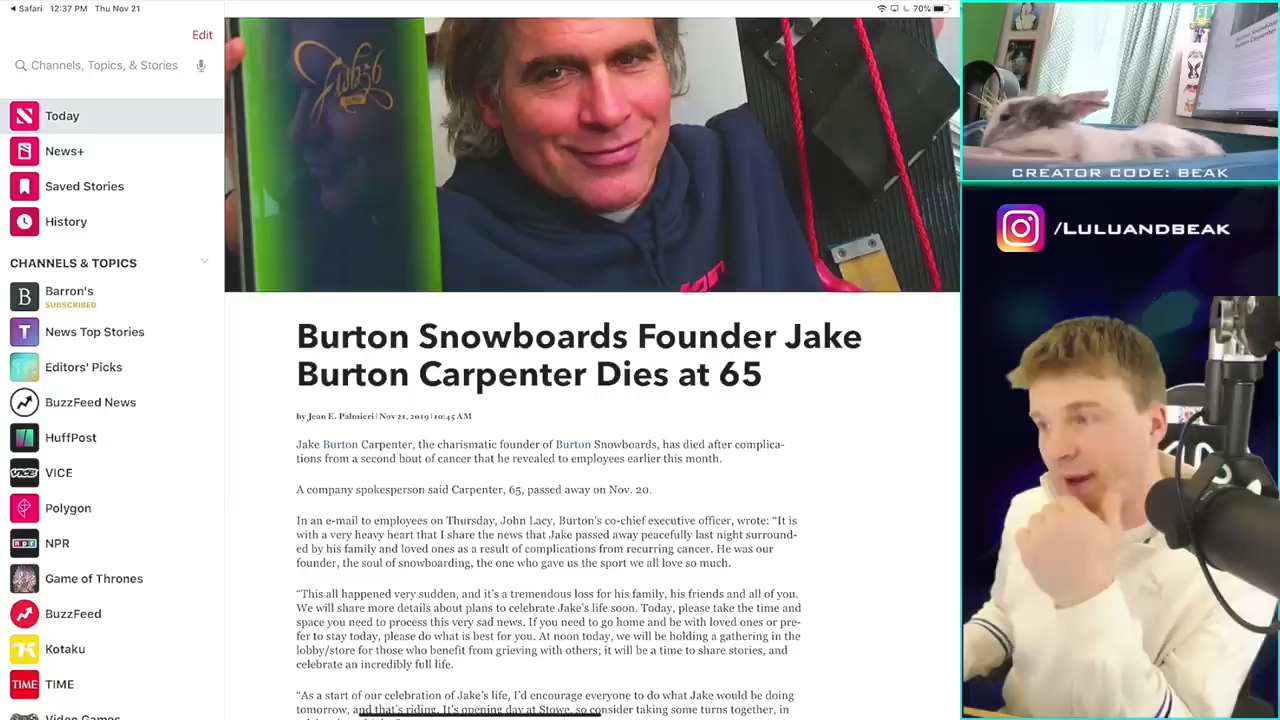 Safari 12:37 PM Thu Nov 21
70%
Edit
Channels, Topics, & Stories
Today
News+
Saved Stories
History
CHANNELS & TOPICS
Barron's
SUBSCRIBED
News Top Stories
Editors' Picks
BuzzFeed News
HuffPost
VICE
Polygon
NPR
Game of Thrones
BuzzFeed
Kotaku
TIME
Video Games
Burton Snowboards Founder Jake
Burton Carpenter Dies at 65
by Jean E. Palmieri | Nov 21, 2019 | 10:45 AM
Jake Burton Carpenter, the charismatic founder of Burton Snowboards, has died after complica-
tions from a second bout of cancer that he revealed to employees earlier this month.
A company spokesperson said Carpenter, 65, passed away on Nov. 20.
In an e-mail to employees on Thursday, John Lacy, Burton's co-chief executive officer, wrote: “It is
with a very heavy heart that I share the news that Jake passed away peacefully last night surround-
ed by his family and loved ones as a result of complications from recurring cancer. He was our
founder, the soul of snowboarding, the one who gave us the sport we all love so much.
“This all happened very sudden, and it's a tremendous loss for his family, his friends and all of you.
We will share more details about plans to celebrate Jake's life soon. Today, please take the time and
space you need to process this very sad news. If you need to go home and be with loved ones or pre-
fer to stay today, please do what is best for you. At noon today, we will be holding a gathering in the
lobby/store for those who benefit from grieving with others; it will be a time to share stories, and
celebrate an incredibly full life.
“As a start of our celebration of Jake's life, I'd encourage everyone to do what Jake would be doing
tomorrow, and that's riding. It's opening day at Stowe, so consider taking some turns together, in
CREATOR CODE: BEAK
/LULUANDBEAK